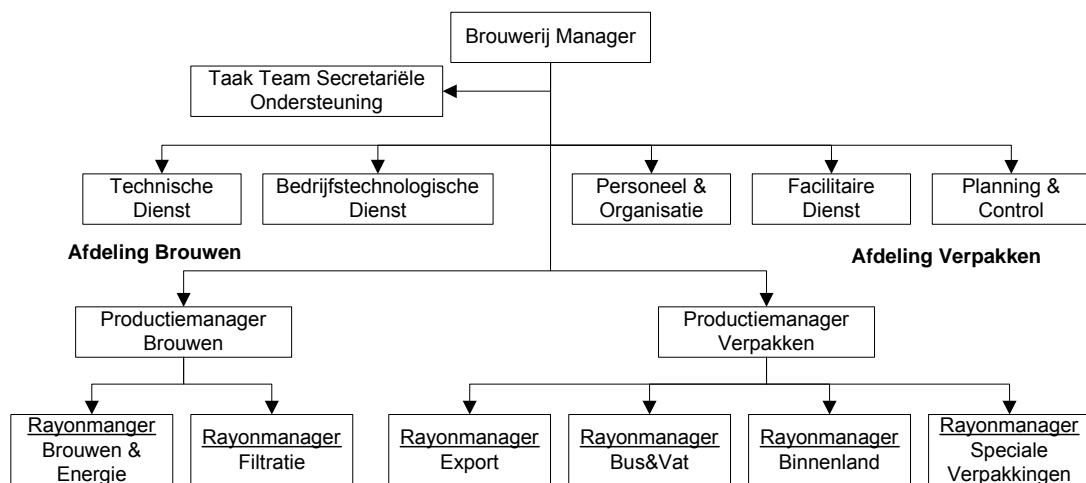 Brouwerij Manager
Taak Team Secretariële
Ondersteuning
Technische
Dienst
Bedrijfstechnologische
Dienst
Personeel &
Organisatie
Facilitaire
Dienst
Planning &
Control
Afdeling Brouwen
Afdeling Verpakken
Productiemanager
Brouwen
Productiemanager
Verpakken
Rayonmanger
Brouwen &
Energie
Rayonmanager
Filtratie
Rayonmanager
Export
Rayonmanager
Bus&Vat
Rayonmanager
Binnenland
Rayonmanager
Speciale
Verpakkingen